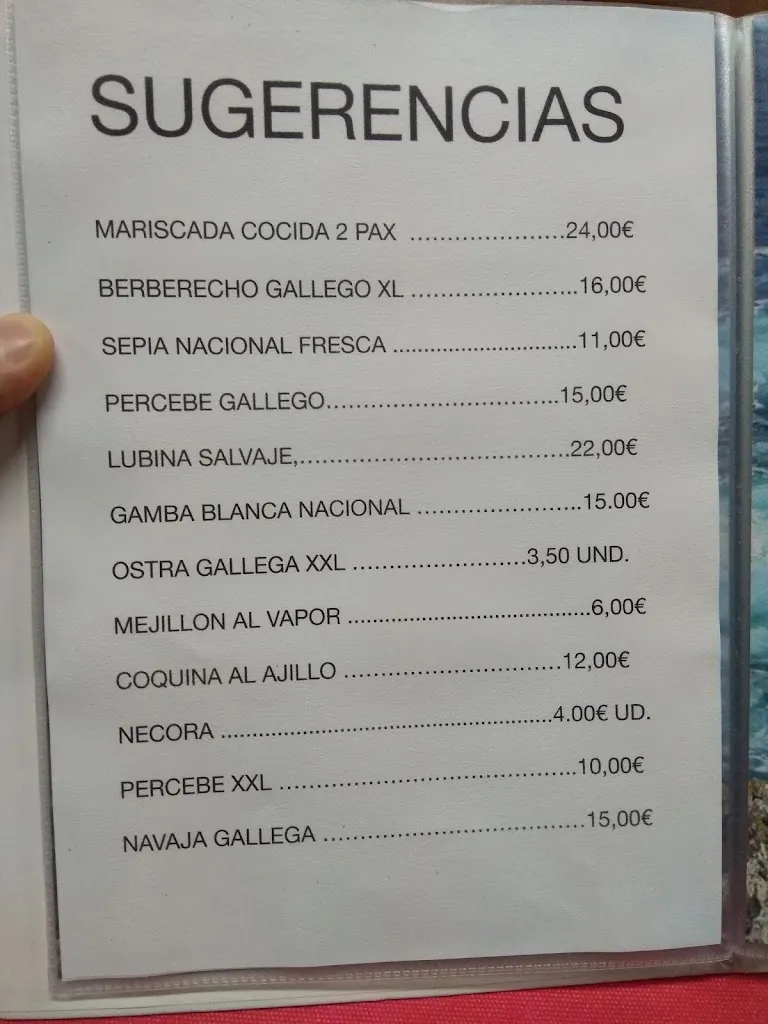 SUGERENCIAS
MARISCADA COCIDA 2 PAX ......................24,00€
BERBERECHO GALLEGO XL ........................16,00€
SEPIA NACIONAL FRESCA ..............................11,00€
PERCEBE GALLEGO.................................15,00€
LUBINA SALVAJE,......................................22,00€
GAMBA BLANCA NACIONAL .......................15.00€
OSTRA GALLEGA XXL ........................3,50 UND.
MEJILLON AL VAPOR ........................................6,00€
COQUINA AL AJILLO ..............................12,00€
NECORA .......................................................4.00€ UD.
PERCEBE XXL .........................................10,00€
NAVAJA GALLEGA ....................................15,00€